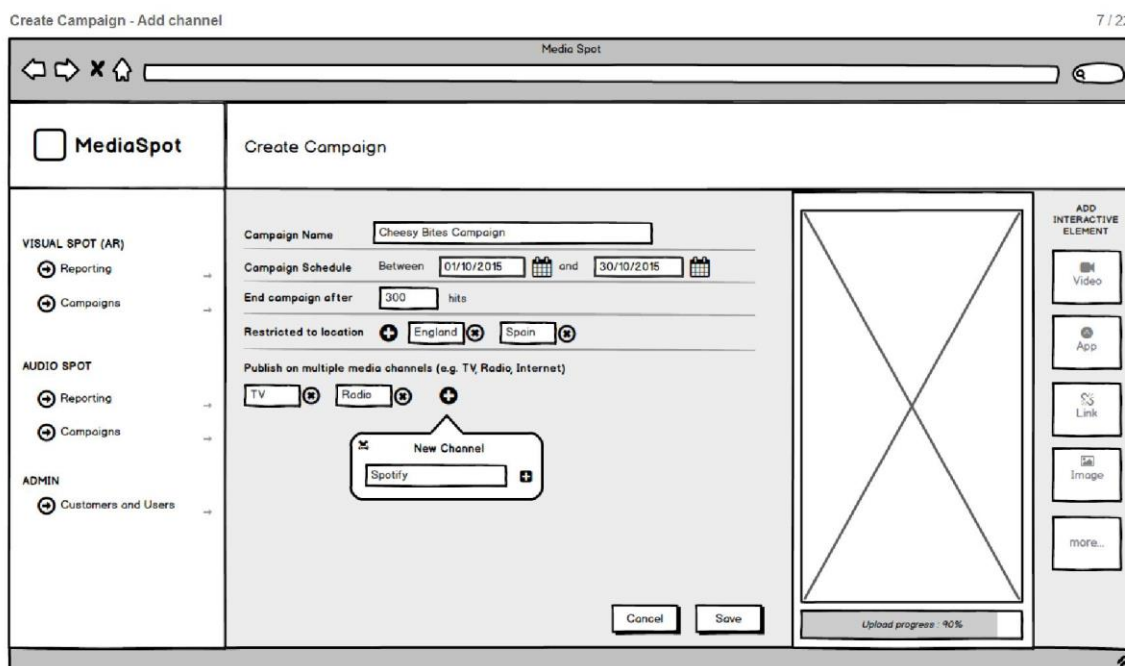 Create Campaign - Add channel
7 / 22
Media Spot
MediaSpot
Create Campaign
VISUAL SPOT (AR)
Reporting
Campaigns
AUDIO SPOT
Reporting
Campaigns
ADMIN
Customers and Users
Campaign Name
Cheesy Bites Campaign
Campaign Schedule Between 01/10/2015 and 30/10/2015
End campaign after 300 hits
Restricted to location England Spain
Publish on multiple media channels (e.g. TV, Radio, Internet)
TV Radio
New Channel
Spotify
Cancel Save
Upload progress : 90%
ADD
INTERACTIVE
ELEMENT
Video
App
Link
Image
more...